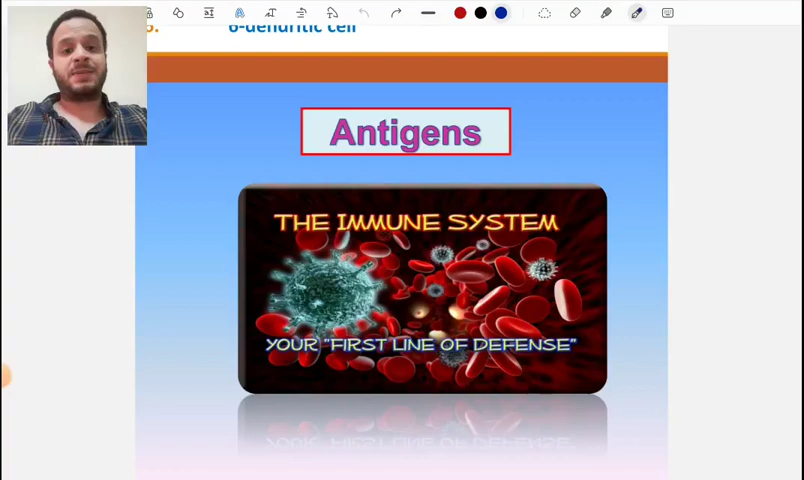 6-dendritic cell
Antigens
THE IMMUNE SYSTEM
YOUR "FIRST LINE OF DEFENSE"